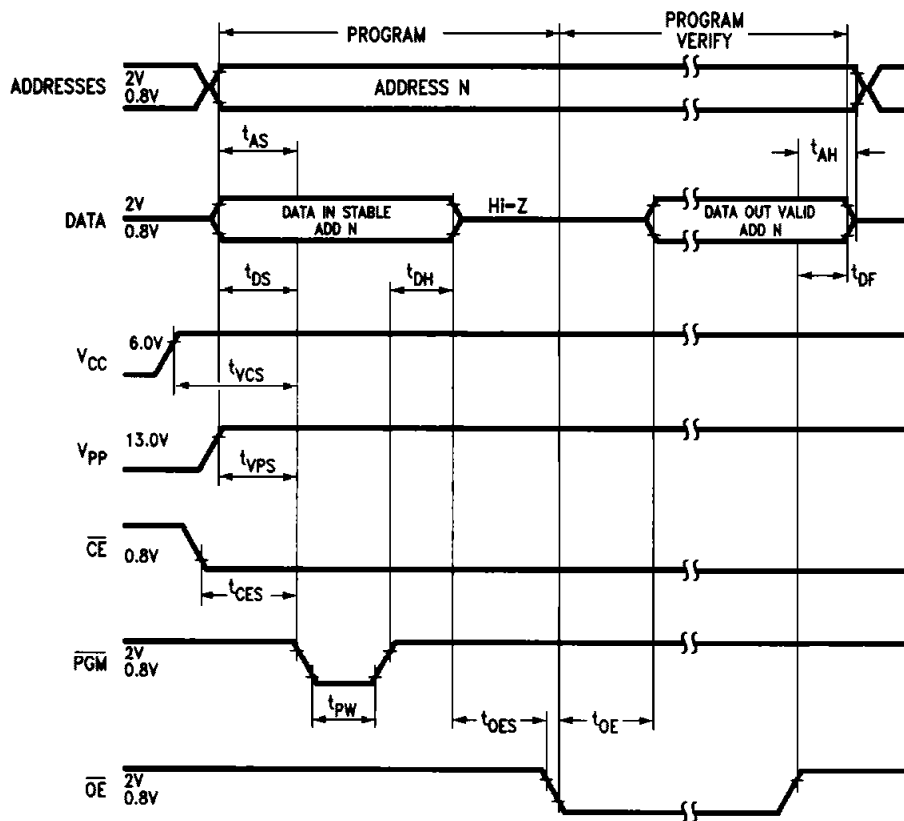 PROGRAM
PROGRAM
VERIFY
ADDRESSES
2V
0.8V
ADDRESS N
tAS
tAH
DATA
2V
0.8V
DATA IN STABLE
ADD N
Hi-Z
DATA OUT VALID
ADD N
tDS
tDH
tDF
VCC
6.0V
tVCS
VPP
13.0V
tVPS
CE
0.8V
tCES
PGM
2V
0.8V
tPW
tOES
tOE
OE
2V
0.8V